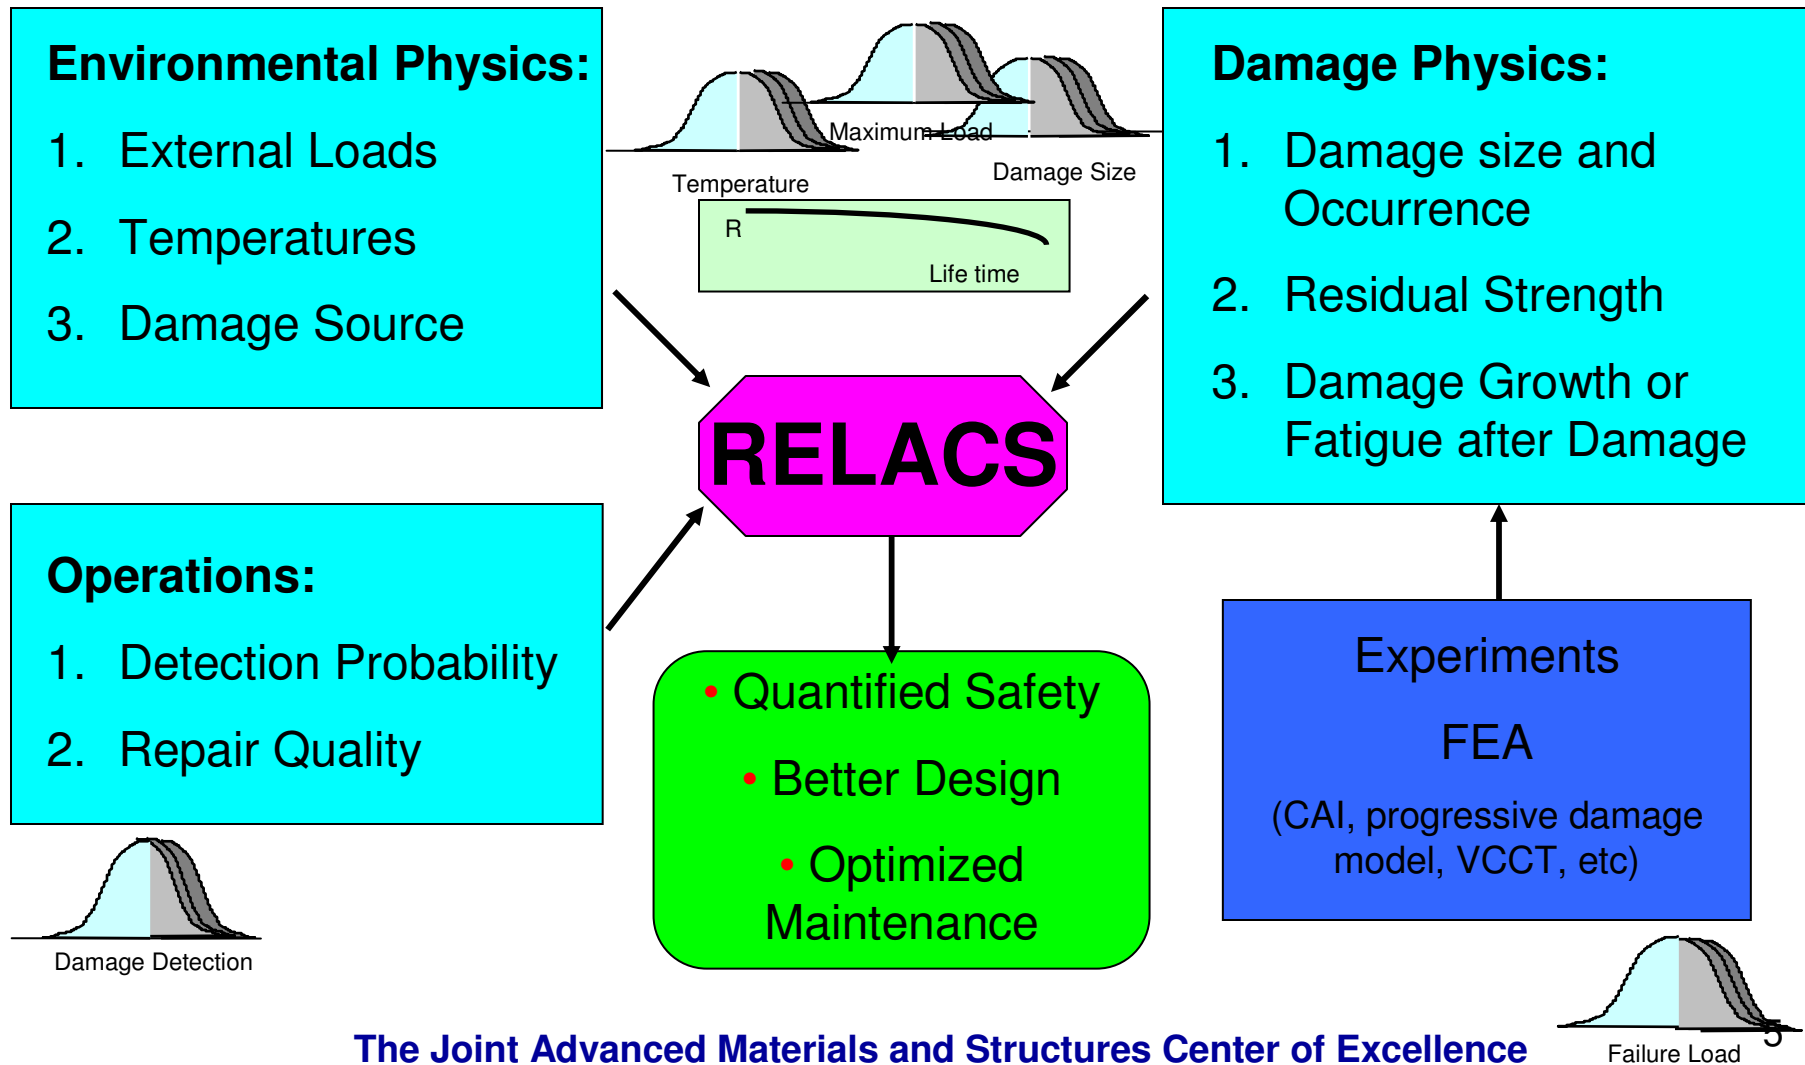 Environmental Physics:
1. External Loads
2. Temperatures
3. Damage Source
Maximum Load
Temperature
Damage Size
R
Life time
Damage Physics:
1. Damage size and
Occurrence
2. Residual Strength
3. Damage Growth or
Fatigue after Damage
RELACS
Operations:
1. Detection Probability
2. Repair Quality
Damage Detection
• Quantified Safety
• Better Design
• Optimized
Maintenance
Experiments
FEA
(CAI, progressive damage
model, VCCT, etc)
Failure Load
The Joint Advanced Materials and Structures Center of Excellence
5